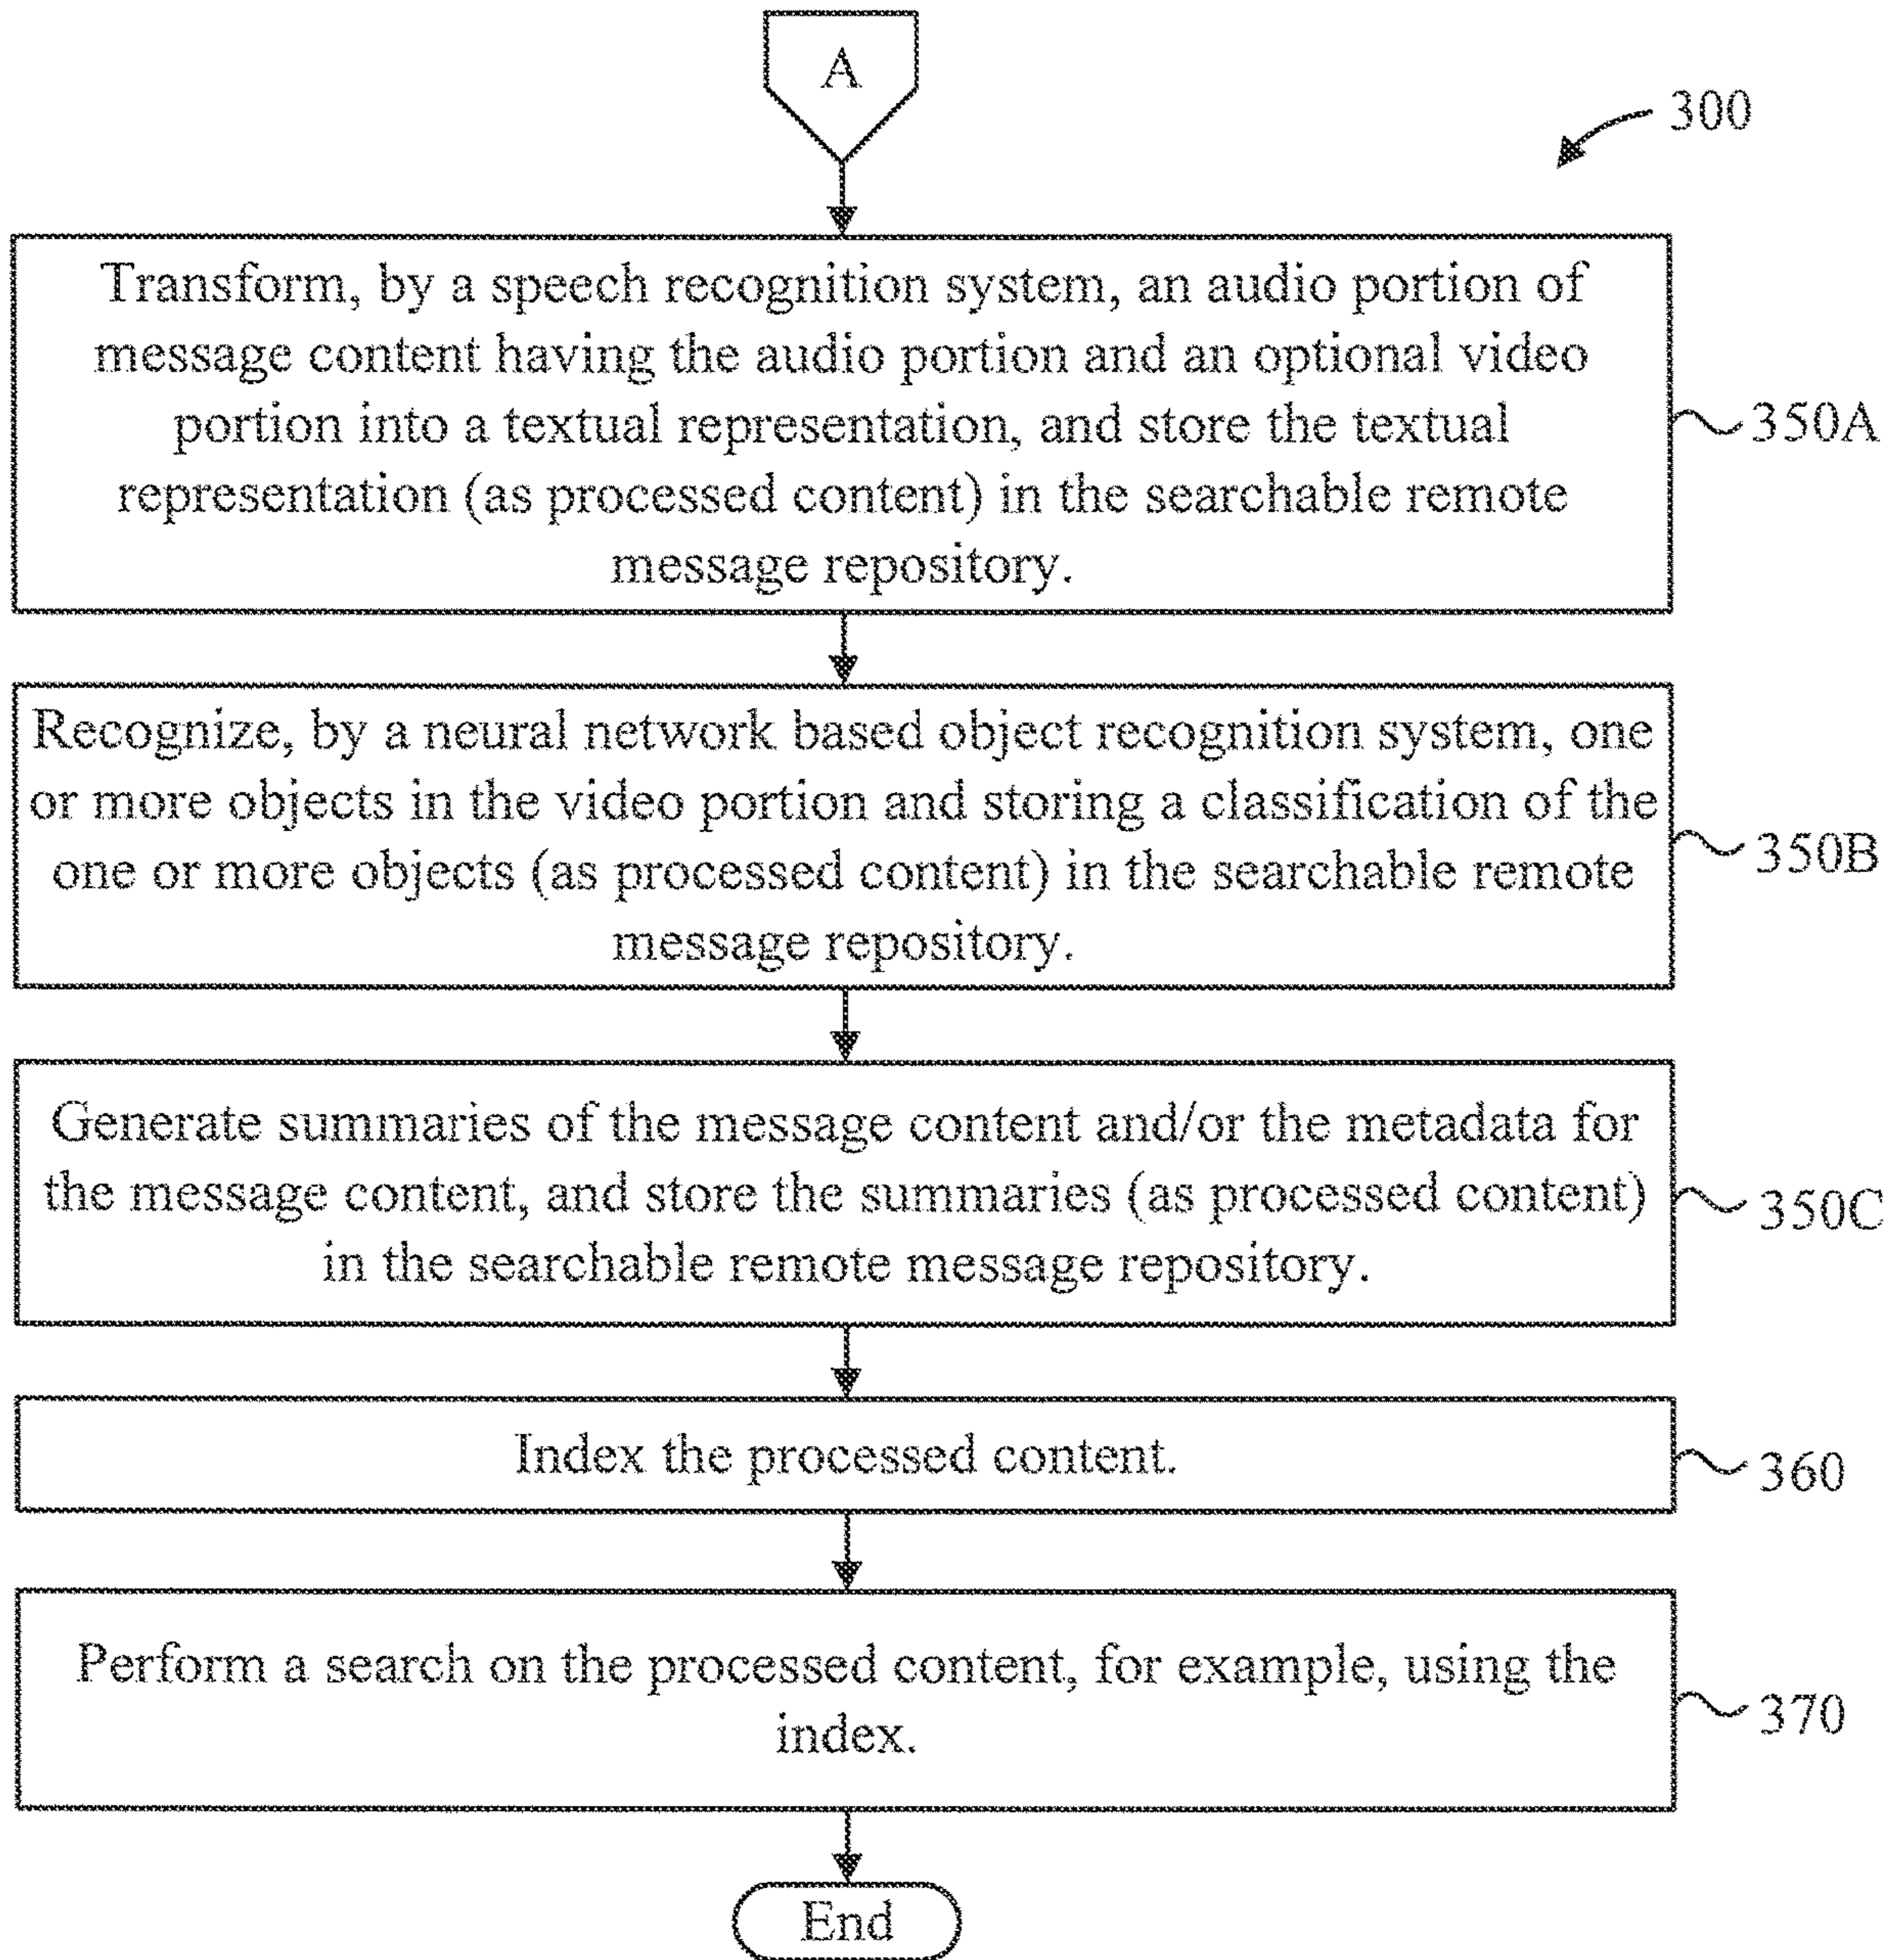 A
300
Transform, by a speech recognition system, an audio portion of
message content having the audio portion and an optional video
portion into a textual representation, and store the textual
representation (as processed content) in the searchable remote
message repository.
350A
Recognize, by a neural network based object recognition system, one
or more objects in the video portion and storing a classification of the
one or more objects (as processed content) in the searchable remote
message repository.
350B
Generate summaries of the message content and/or the metadata for
the message content, and store the summaries (as processed content)
in the searchable remote message repository.
350C
Index the processed content.
360
Perform a search on the processed content, for example, using the
index.
370
End